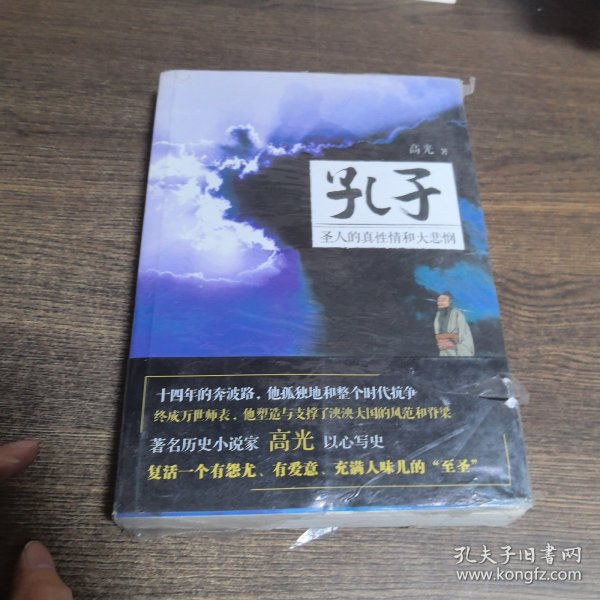 高光 著
孔子
圣人的真性情和大悲悯
十四年的奔波路，他孤独地和整个时代抗争
终成万世师表，他塑造与支撑了泱泱大国的风范和脊梁
著名历史小说家 高光 以心写史
复活一个有怨尤、有爱意、充满人味儿的“至圣”
孔夫子旧书网
www.kongfz.com